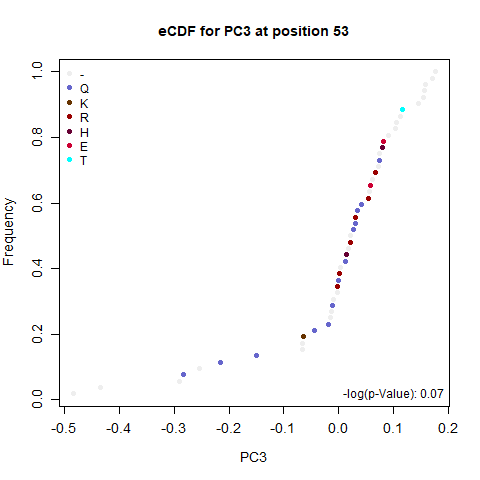 eCDF for PC3 at position 53
Frequency
1.0
0.8
0.6
0.4
0.2
0.0
-
Q
K
R
H
E
T
-log(p-Value): 0.07
-0.5 -0.4 -0.3 -0.2 -0.1 0.0 0.1 0.2
PC3